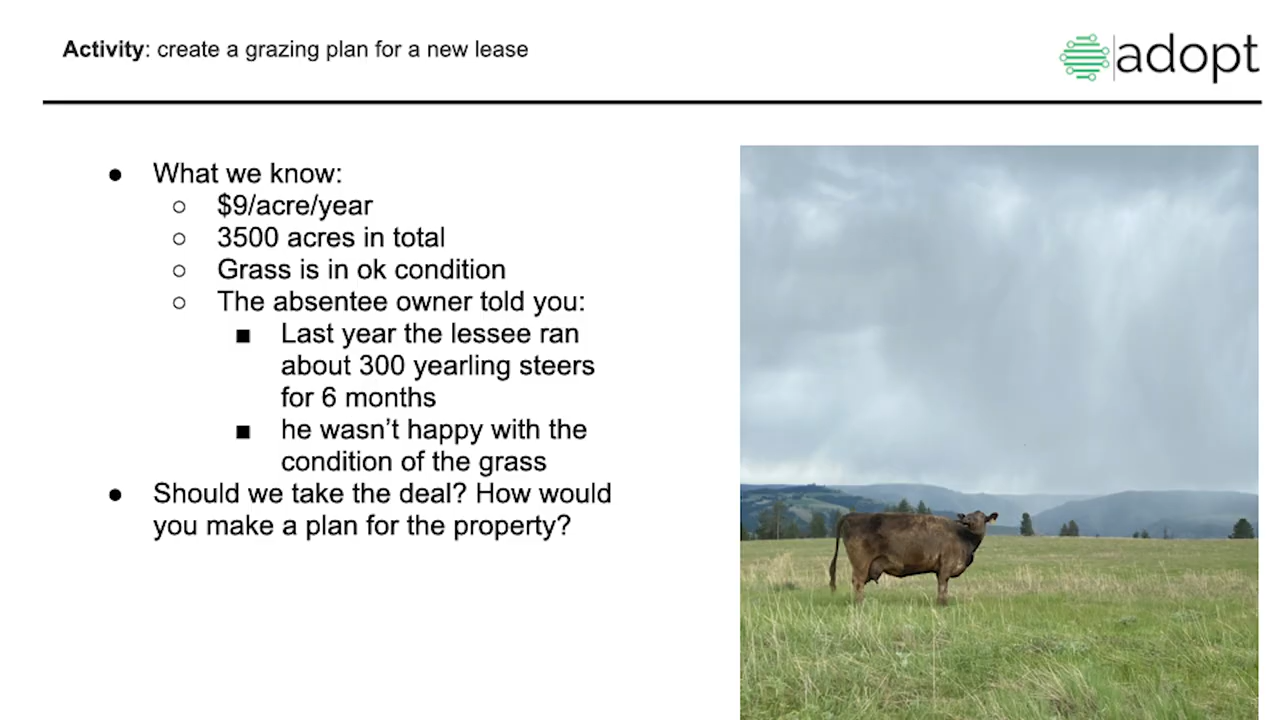 Activity: create a grazing plan for a new lease
adopt
● What we know:
○ $9/acre/year
○ 3500 acres in total
○ Grass is in ok condition
○ The absentee owner told you:
■ Last year the lessee ran
about 300 yearling steers
for 6 months
■ he wasn’t happy with the
condition of the grass
● Should we take the deal? How would
you make a plan for the property?